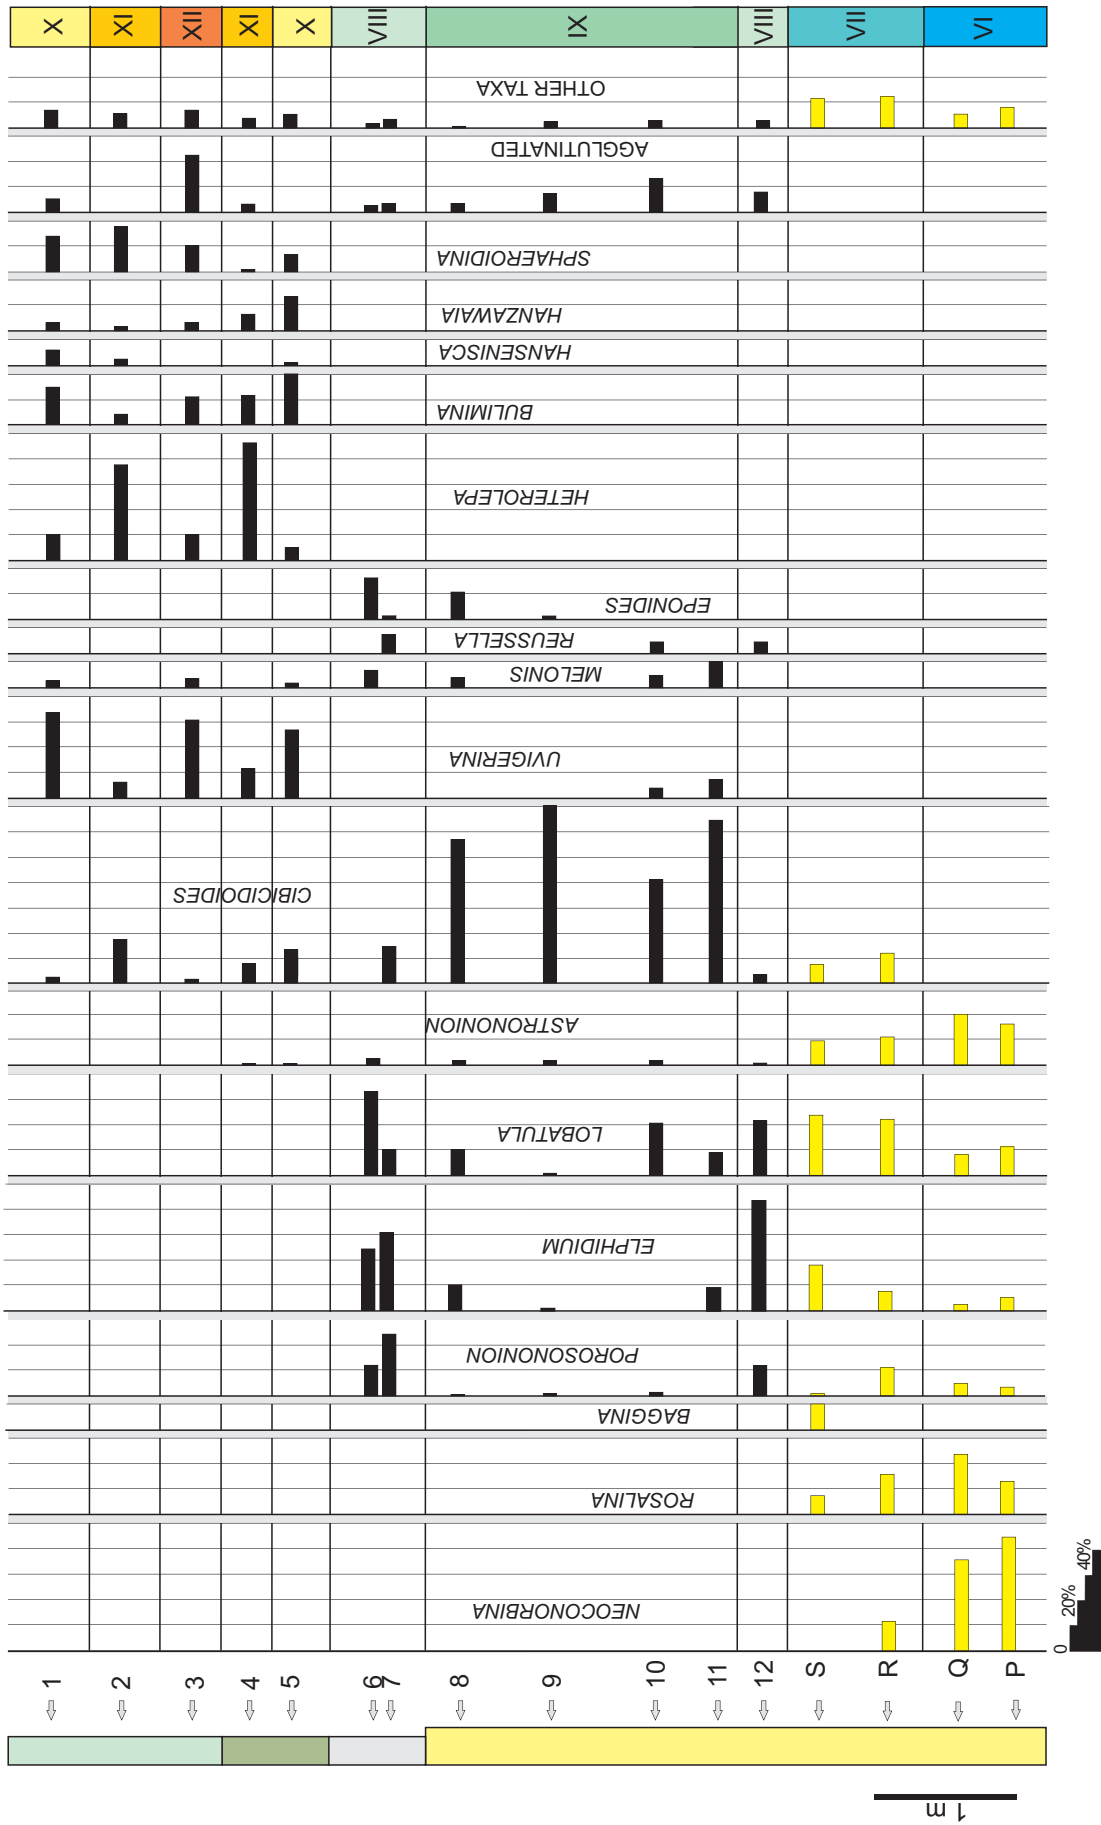 X
XI
XII
XI
X
VIII
IX
VIII
VII
VI
OTHER TAXA
AGGLUTINATED
SPHAEROIDINA
HANZAWAIA
HANSENISCA
BULIMINA
HETEROLEPA
EPONIDES
REUSSELLA
MELONIS
UVIGERINA
CIBICIDOIDES
ASTRONONION
LOBATULA
ELPHIDIUM
POROSONONION
BAGGINA
ROSALINA
NEOCONORBINA
0
20%
40%
1
2
3
4
5
6
7
8
9
10
11
12
S
R
Q
P
1 m